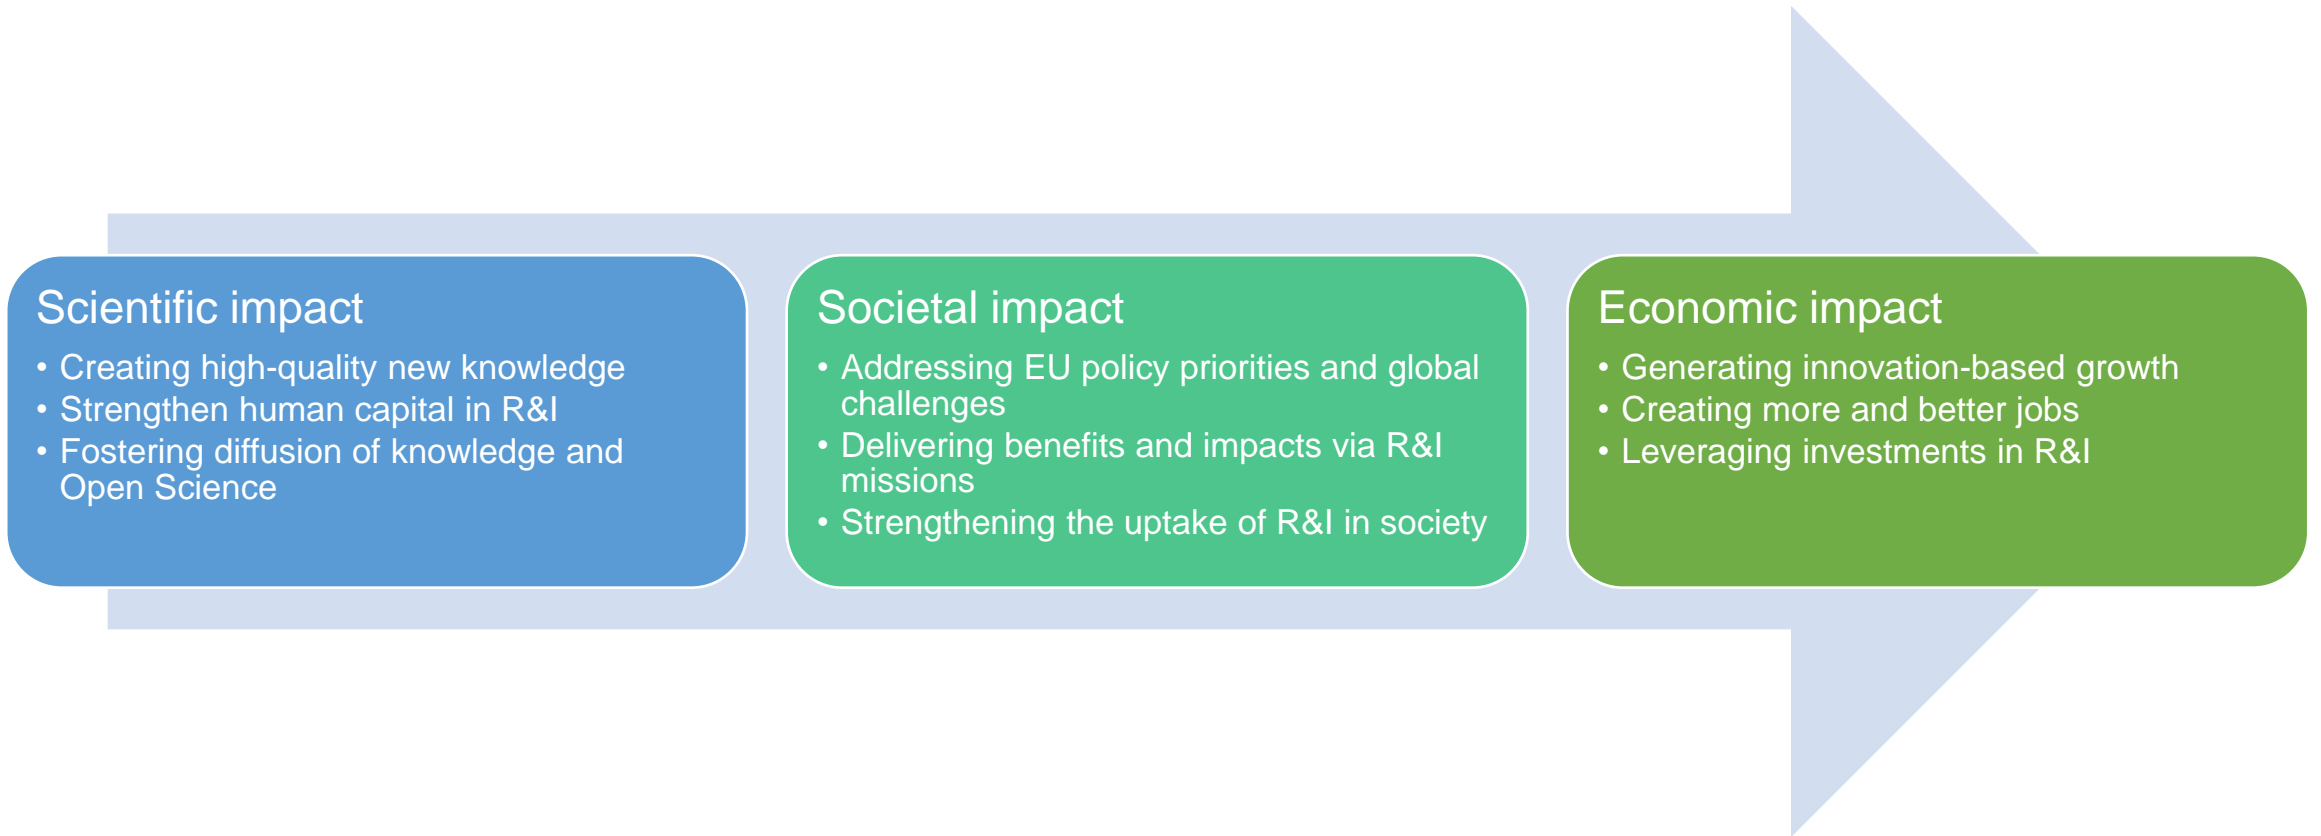 Scientific impact
• Creating high-quality new knowledge
• Strengthen human capital in R&I
• Fostering diffusion of knowledge and
Open Science
Societal impact
• Addressing EU policy priorities and global
challenges
• Delivering benefits and impacts via R&I
missions
• Strengthening the uptake of R&I in society
Economic impact
• Generating innovation-based growth
• Creating more and better jobs
• Leveraging investments in R&I